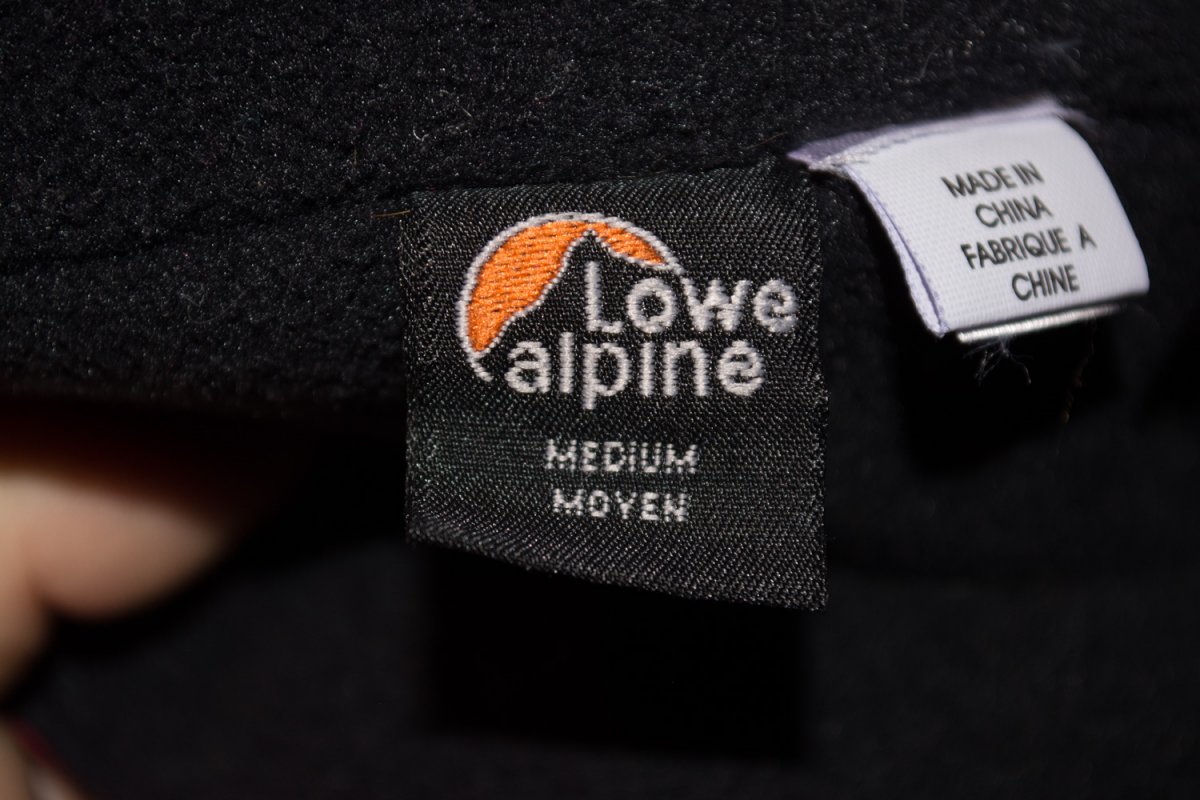 Lowe
alpine
MEDIUM
MOYEN
MADE IN
CHINA
FABRIQUE A
CHINE